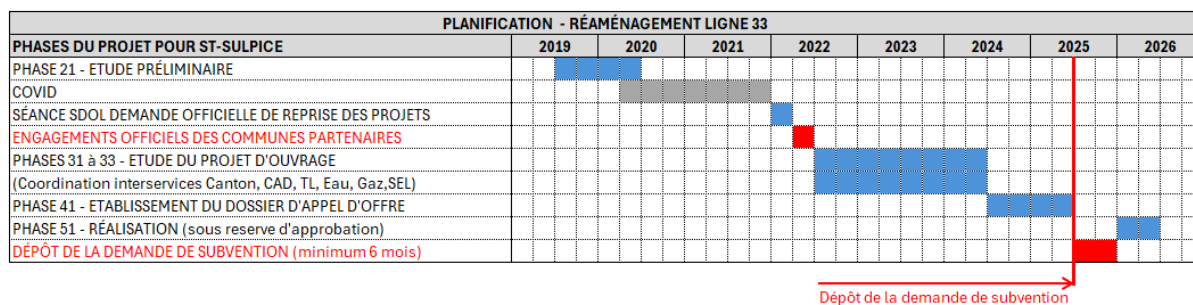 PLANIFICATION - RÉAMÉNAGEMENT LIGNE 33
PHASES DU PROJET POUR ST-SULPICE 2019 2020 2021 2022 2023 2024 2025 2026
PHASE 21 - ETUDE PRÉLIMINAIRE
COVID
SÉANCE SDOL DEMANDE OFFICIELLE DE REPRISE DES PROJETS
ENGAGEMENTS OFFICIELS DES COMMUNES PARTENAIRES
PHASES 31 à 33 - ETUDE DU PROJET D'OUVRAGE
(Coordination interservices Canton, CAD, TL, Eau, Gaz,SEL)
PHASE 41 - ETABLISSEMENT DU DOSSIER D'APPEL D'OFFRE
PHASE 51 - RÉALISATION (sous reserve d'approbation)
DÉPÔT DE LA DEMANDE DE SUBVENTION (minimum 6 mois)
Dépôt de la demande de subvention